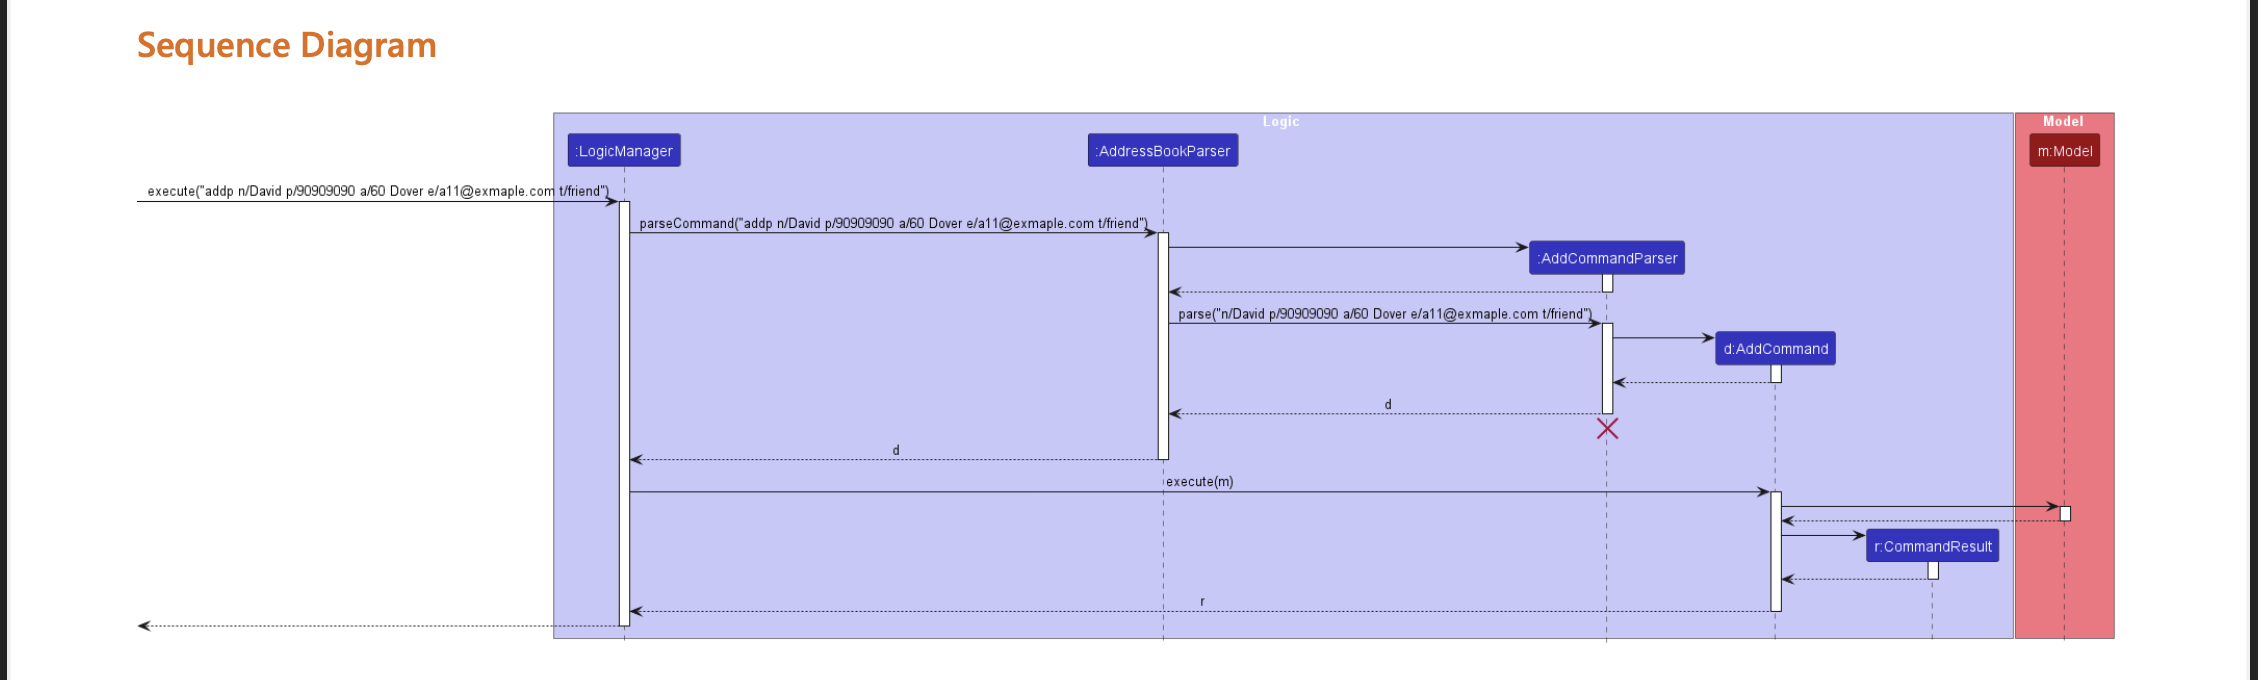 Sequence Diagram
Logic
Model
:LogicManager
:AddressBookParser
m:Model
execute("addp n/David p/90909090 a/60 Dover e/a11@exmaple.com t/friend")
parseCommand("addp n/David p/90909090 a/60 Dover e/a11@exmaple.com t/friend")
:AddCommandParser
parse("n/David p/90909090 a/60 Dover e/a11@exmaple.com t/friend")
d:AddCommand
d
d
execute(m)
r:CommandResult
r